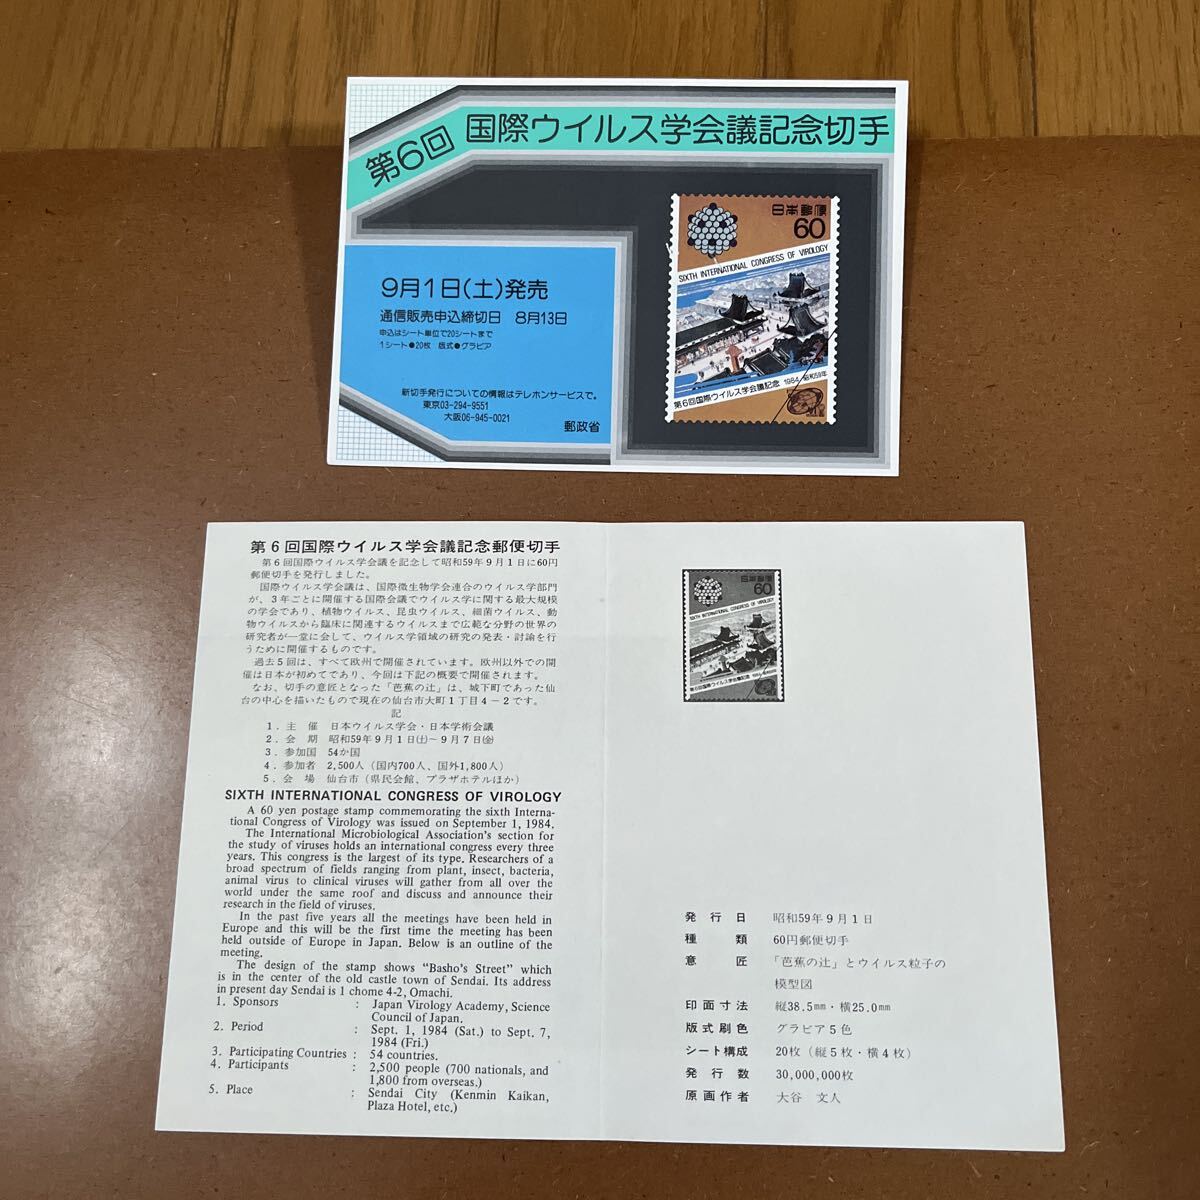 第6回 国際ウイルス学会議記念切手
9月1日(土)発売
通信販売申込締切日 8月13日
申込はシート単位で20シートまで
1シート●20枚 版式●グラビア
新切手発行についての情報はテレホンサービスで。
東京03-294-9551
大阪06-945-0021
郵政省
日本郵便
60
SIXTH INTERNATIONAL CONGRESS OF VIROLOGY
第6回国際ウイルス学会議記念 1984 昭和59年
第6回国際ウイルス学会議記念郵便切手
第6回国際ウイルス学会議を記念して昭和59年9月1日に60円
郵便切手を発行しました。
国際ウイルス学会議は、国際微生物学会連合のウイルス学部門
が、3年ごとに開催する国際会議でウイルス学に関する最大規模
の学会であり、植物ウイルス、昆虫ウイルス、細菌ウイルス、動
物ウイルスから臨床に関連するウイルスまで広範な分野の世界の
研究者が一堂に会して、ウイルス学領域の研究の発表・討論を行
うために開催するものです。
過去5回は、すべて欧州で開催されています。欧州以外での開
催は日本が初めてであり、今回は下記の概要で開催されます。
なお、切手の意匠となった「芭蕉の辻」は、城下町であった仙
台の中心を描いたもので現在の仙台市大町1丁目4-2です。
記
1. 主 催 日本ウイルス学会・日本学術会議
2. 会 期 昭和59年9月1日㈯~9月7日㈮
3. 参加国 54か国
4. 参加者 2,500人(国内700人、国外1,800人)
5. 会 場 仙台市(県民会館、プラザホテルほか)
SIXTH INTERNATIONAL CONGRESS OF VIROLOGY
A 60 yen postage stamp commemorating the sixth Interna-
tional Congress of Virology was issued on September 1, 1984.
The International Microbiological Association's section for
the study of viruses holds an international congress every three
years. This congress is the largest of its type. Researchers of a
broad spectrum of fields ranging from plant, insect, bacteria,
animal virus to clinical viruses will gather from all over the
world under the same roof and discuss and announce their
research in the field of viruses.
In the past five years all the meetings have been held in
Europe and this will be the first time the meeting has been
held outside of Europe in Japan. Below is an outline of the
meeting.
The design of the stamp shows "Basho's Street" which
is in the center of the old castle town of Sendai. Its address
in present day Sendai is 1 chome 4-2, Omachi.
1. Sponsors : Japan Virology Academy, Science
Council of Japan.
2. Period : Sept. 1, 1984 (Sat.) to Sept. 7,
1984 (Fri.)
3. Participating Countries : 54 countries.
4. Participants : 2,500 people (700 nationals, and
1,800 from overseas.)
5. Place : Sendai City (Kenmin Kaikan,
Plaza Hotel, etc.)
日本郵便
60
SIXTH INTERNATIONAL CONGRESS OF VIROLOGY
第6回国際ウイルス学会議記念 1984 昭和59年
発行日 昭和59年9月1日
種類 60円郵便切手
意匠 「芭蕉の辻」とウイルス粒子の
模型図
印面寸法 縦38.5mm・横25.0mm
版式刷色 グラビア5色
シート構成 20枚(縦5枚・横4枚)
発行数 30,000,000枚
原画作者 大谷 文人